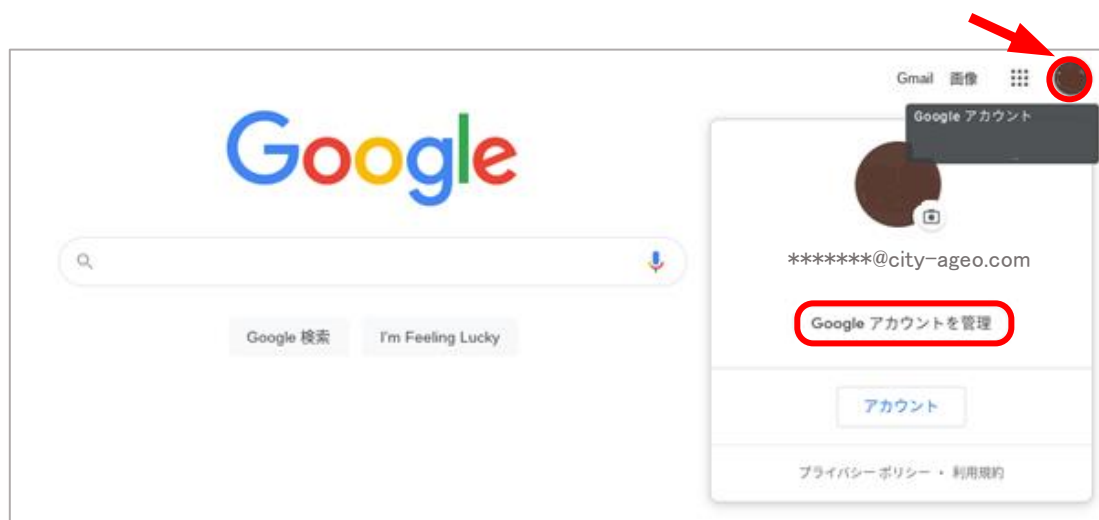 Gmail 画像
Google アカウント
Google
*******@city-ageo.com
Google アカウントを管理
Google 検索 I'm Feeling Lucky
アカウント
プライバシー ポリシー ・ 利用規約